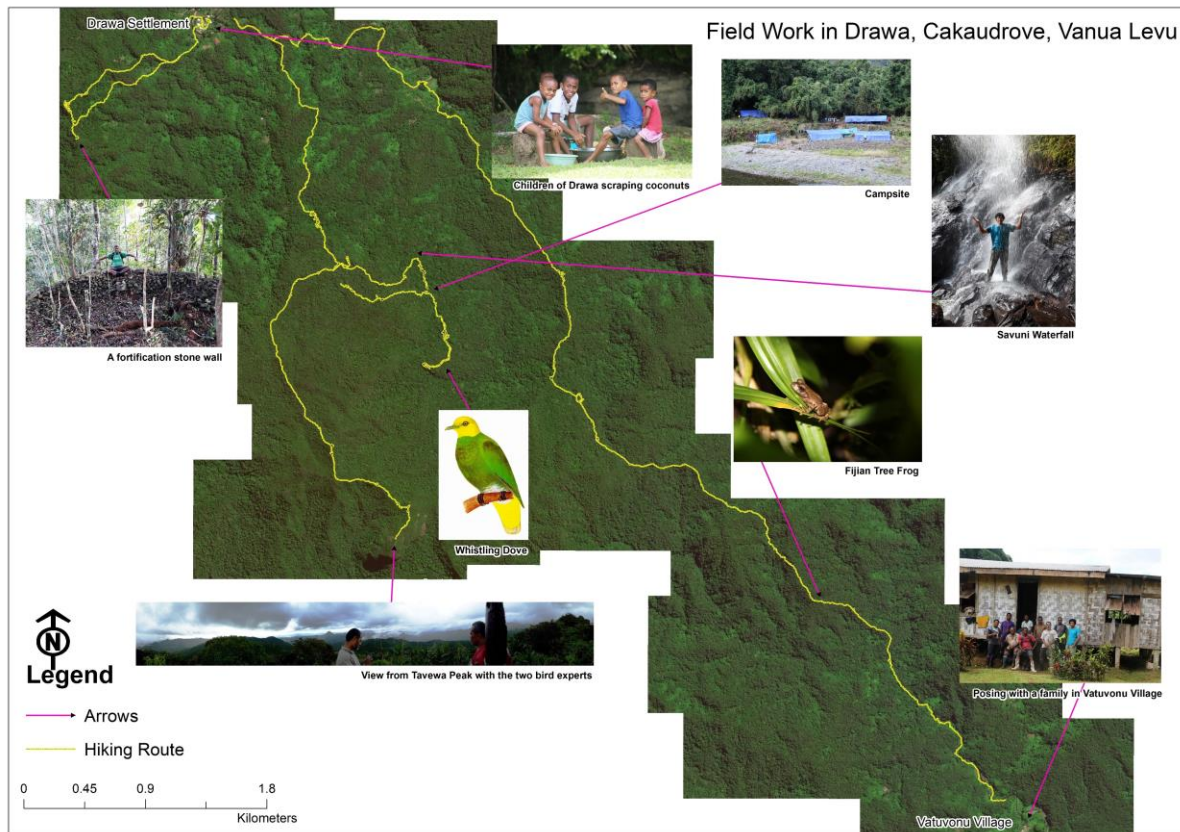 Field Work in Drawa, Cakaudrove, Vanua Levu
Drawa Settlement
Children of Drawa scraping coconuts
Campsite
Savuni Waterfall
A fortification stone wall
Fijian Tree Frog
Whistling Dove
View from Tavewa Peak with the two bird experts
Posing with a family in Vatuvonu Village
Vatuvonu Village
N
Legend
Arrows
Hiking Route
0 0.45 0.9 1.8
Kilometers